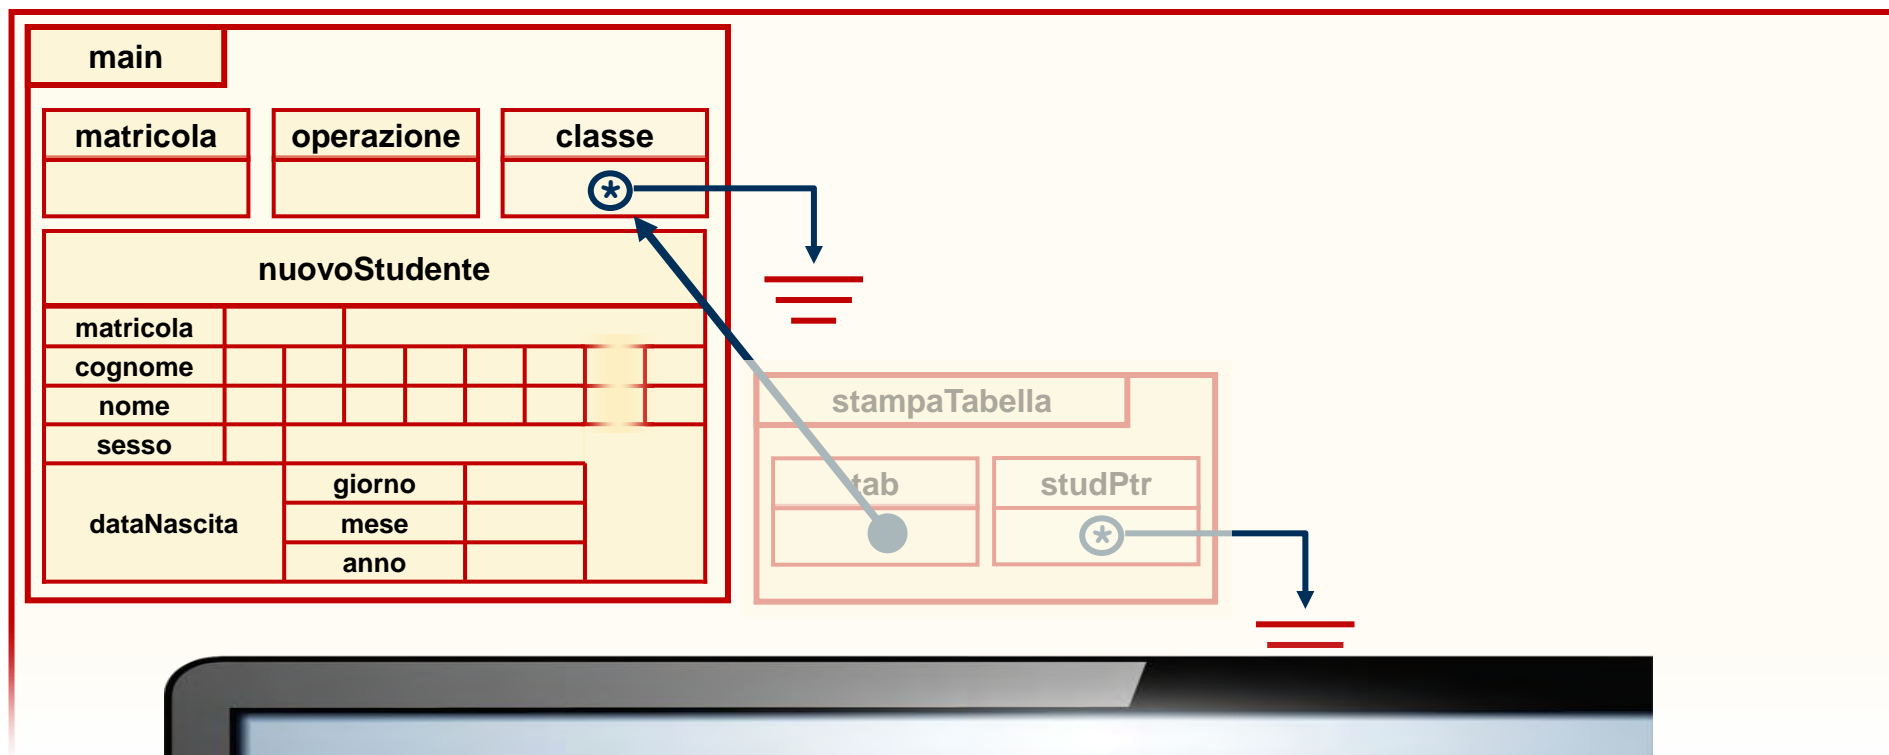 main
matricola operazione classe
*
nuovoStudente
matricola
cognome
nome
sesso
dataNascita
giorno
mese
anno
stampaTabella
tab studPtr
*